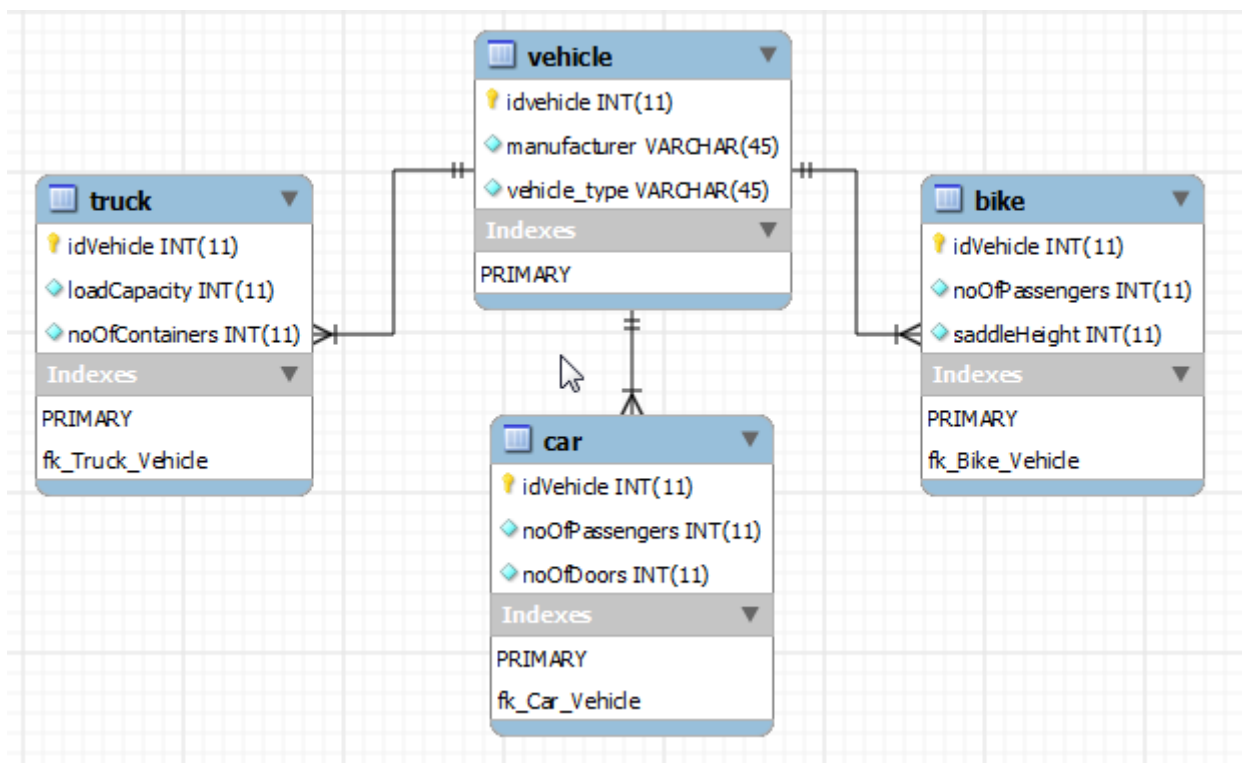 vehicle
idvehicle INT(11)
manufacturer VARCHAR(45)
vehicle_type VARCHAR(45)
Indexes
PRIMARY
truck
idVehicle INT(11)
loadCapacity INT(11)
noOfContainers INT(11)
Indexes
PRIMARY
fk_Truck_Vehicle
bike
idVehicle INT(11)
noOfPassengers INT(11)
saddleHeight INT(11)
Indexes
PRIMARY
fk_Bike_Vehicle
car
idVehicle INT(11)
noOfPassengers INT(11)
noOfDoors INT(11)
Indexes
PRIMARY
fk_Car_Vehicle